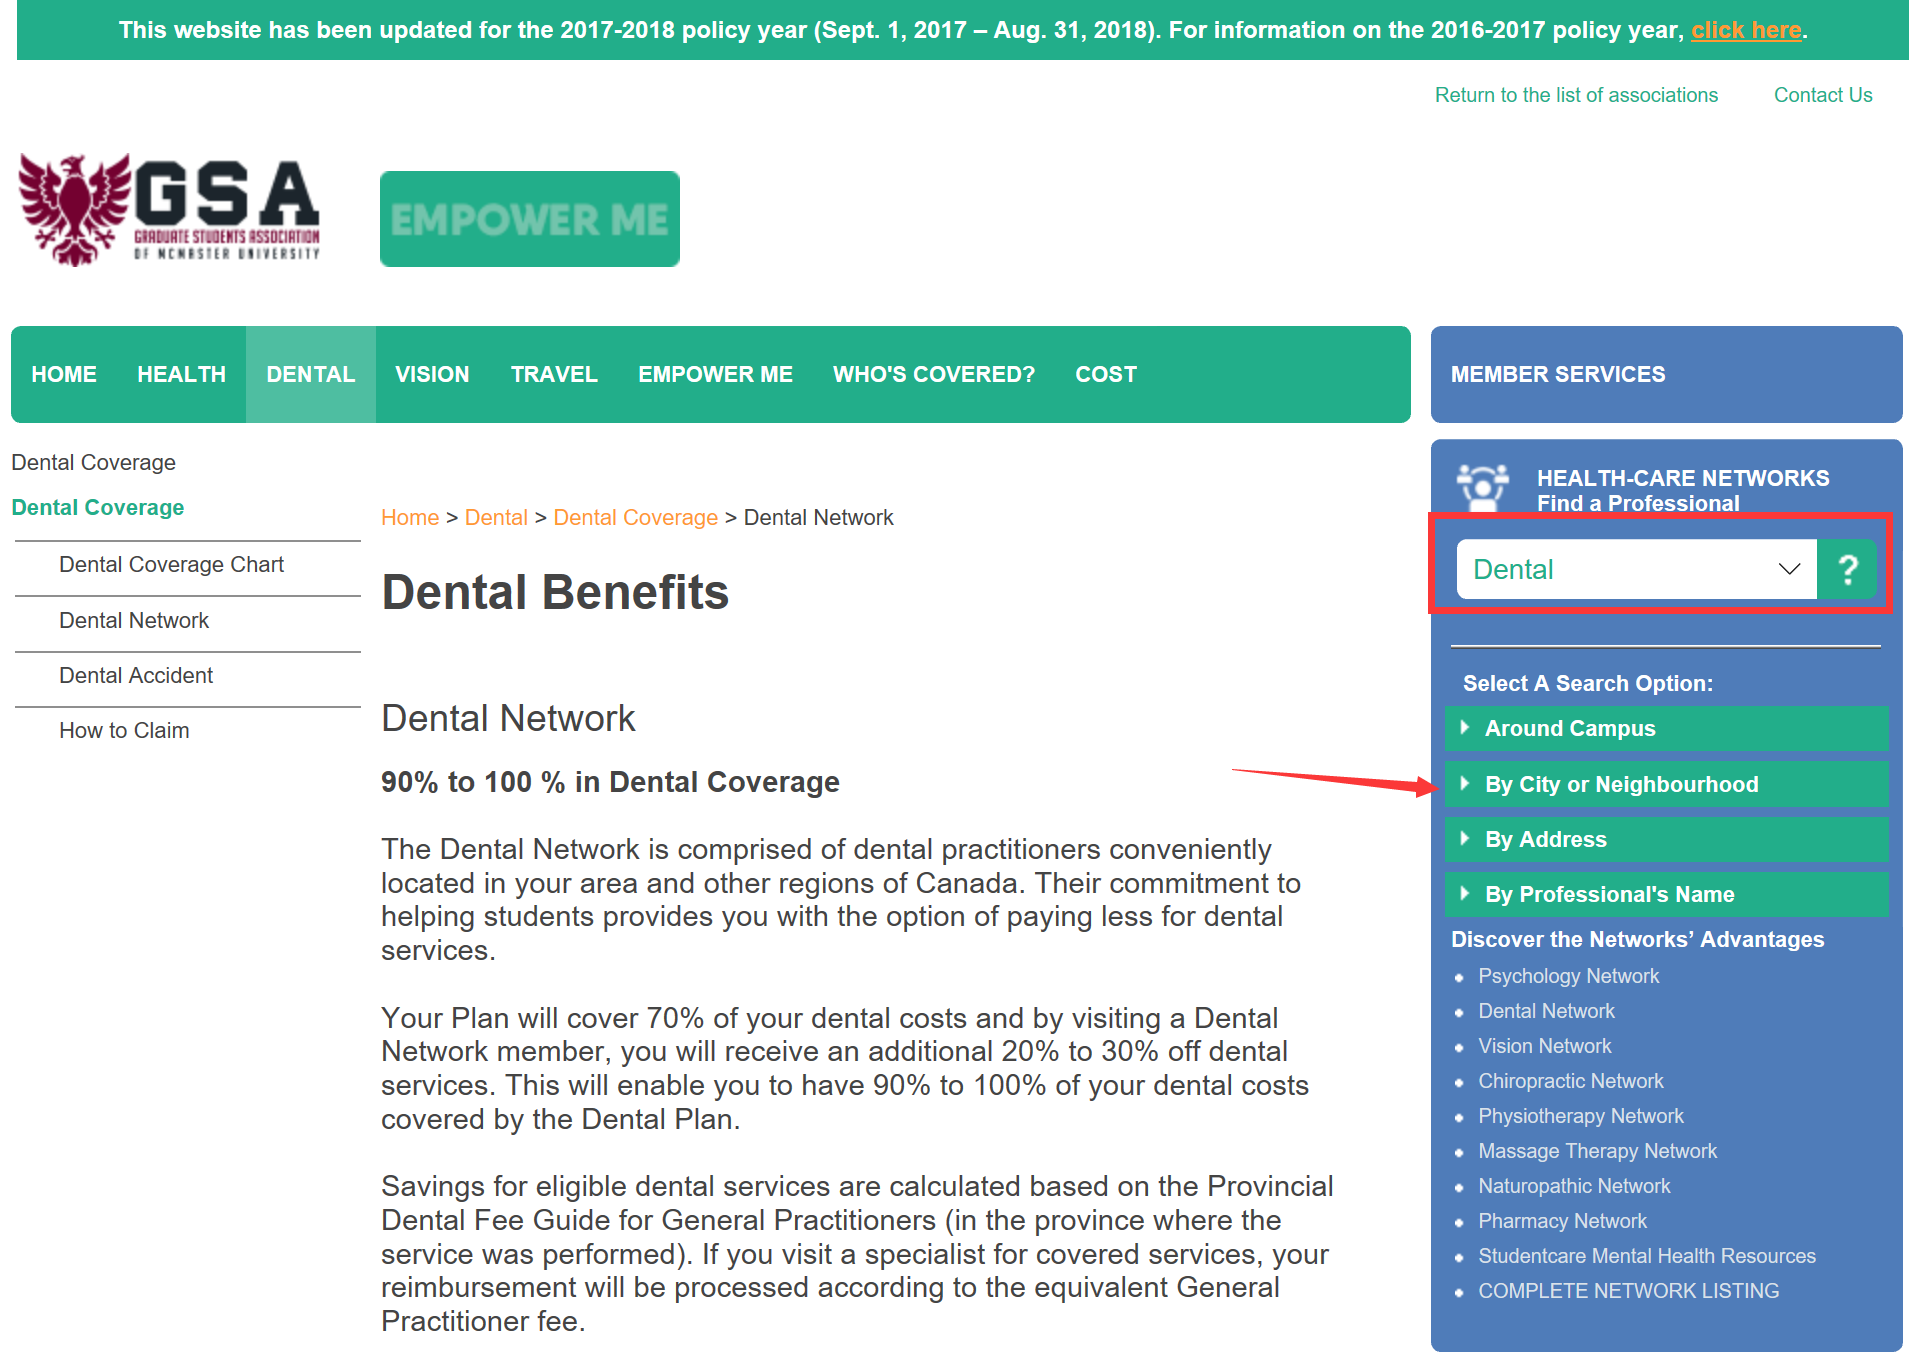 This website has been updated for the 2017-2018 policy year (Sept. 1, 2017 – Aug. 31, 2018). For information on the 2016-2017 policy year, click here.
Return to the list of associations
Contact Us
GSA
GRADUATE STUDENTS ASSOCIATION
OF MCMASTER UNIVERSITY
EMPOWER ME
HOME HEALTH DENTAL VISION TRAVEL EMPOWER ME WHO'S COVERED? COST
MEMBER SERVICES
Dental Coverage
Dental Coverage
Dental Coverage Chart
Dental Network
Dental Accident
How to Claim
Home > Dental > Dental Coverage > Dental Network
Dental Benefits
Dental Network
90% to 100 % in Dental Coverage
The Dental Network is comprised of dental practitioners conveniently
located in your area and other regions of Canada. Their commitment to
helping students provides you with the option of paying less for dental
services.
Your Plan will cover 70% of your dental costs and by visiting a Dental
Network member, you will receive an additional 20% to 30% off dental
services. This will enable you to have 90% to 100% of your dental costs
covered by the Dental Plan.
Savings for eligible dental services are calculated based on the Provincial
Dental Fee Guide for General Practitioners (in the province where the
service was performed). If you visit a specialist for covered services, your
reimbursement will be processed according to the equivalent General
Practitioner fee.
HEALTH-CARE NETWORKS
Find a Professional
Dental
?
Select A Search Option:
Around Campus
By City or Neighbourhood
By Address
By Professional's Name
Discover the Networks’ Advantages
Psychology Network
Dental Network
Vision Network
Chiropractic Network
Physiotherapy Network
Massage Therapy Network
Naturopathic Network
Pharmacy Network
Studentcare Mental Health Resources
COMPLETE NETWORK LISTING